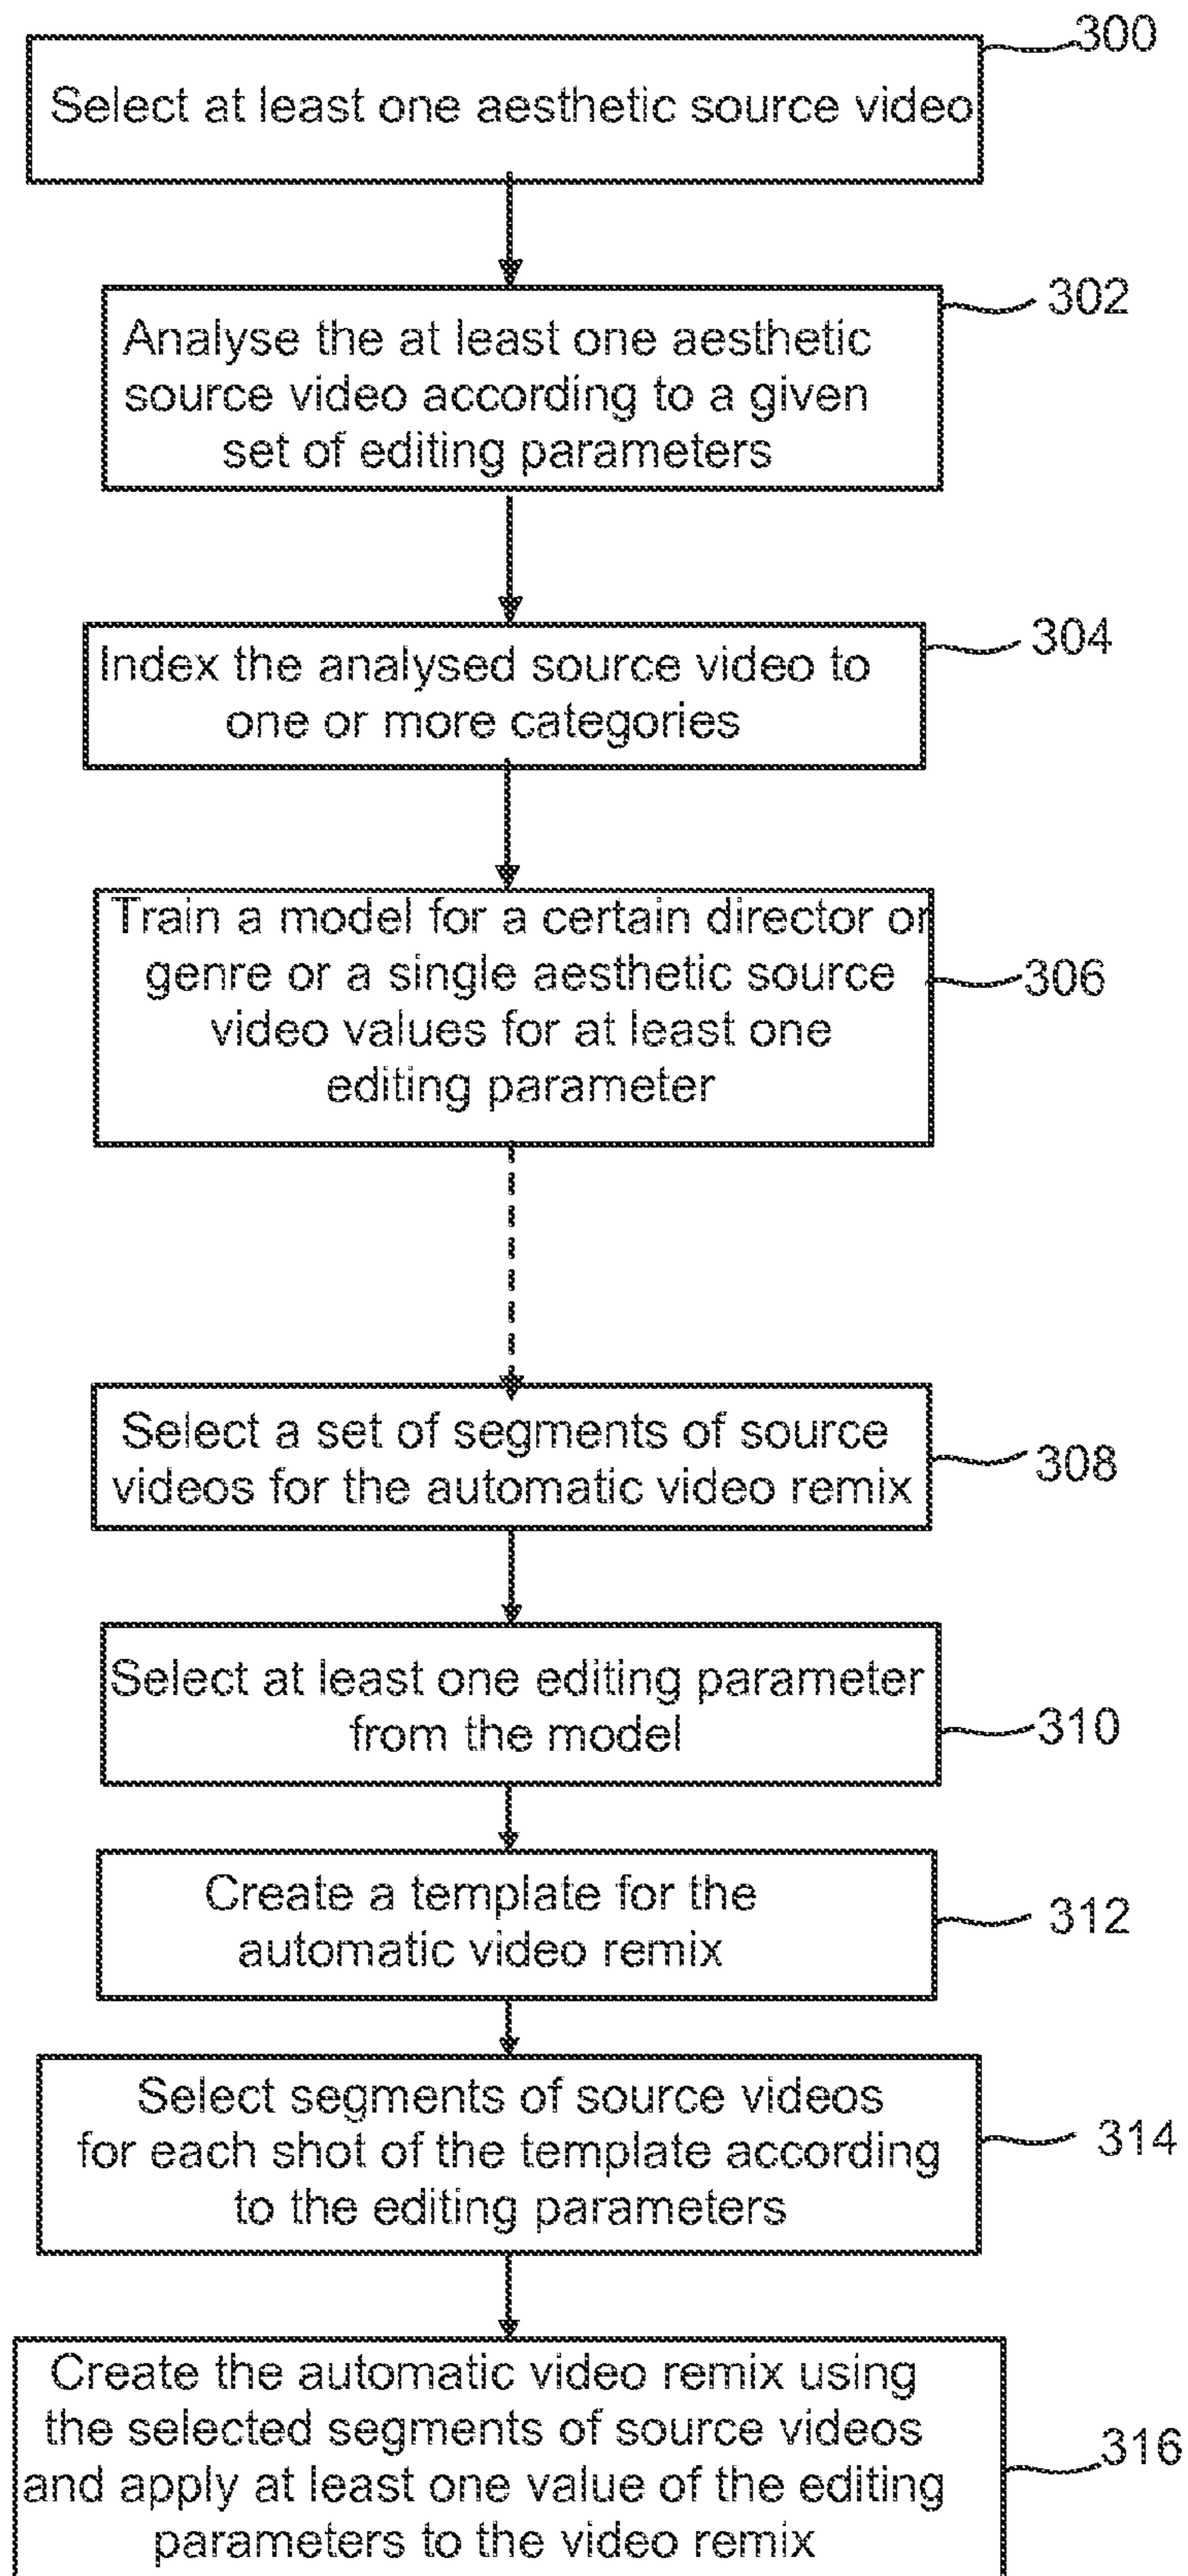 300
Select at least one aesthetic source video
302
Analyse the at least one aesthetic
source video according to a given
set of editing parameters
304
Index the analysed source video to
one or more categories
Train a model for a certain director or
genre or a single aesthetic source
306
video values for at least one
editing parameter
Select a set of segments of source
308
videos for the automatic video remix
Select at least one editing parameter
from the model
310
Create a template for the
312
automatic video remix
Select segments of source videos
for each shot of the template according
314
to the editing parameters
Create the automatic video remix using
the selected segments of source videos
316
and apply at least one value of the editing
parameters to the video remix